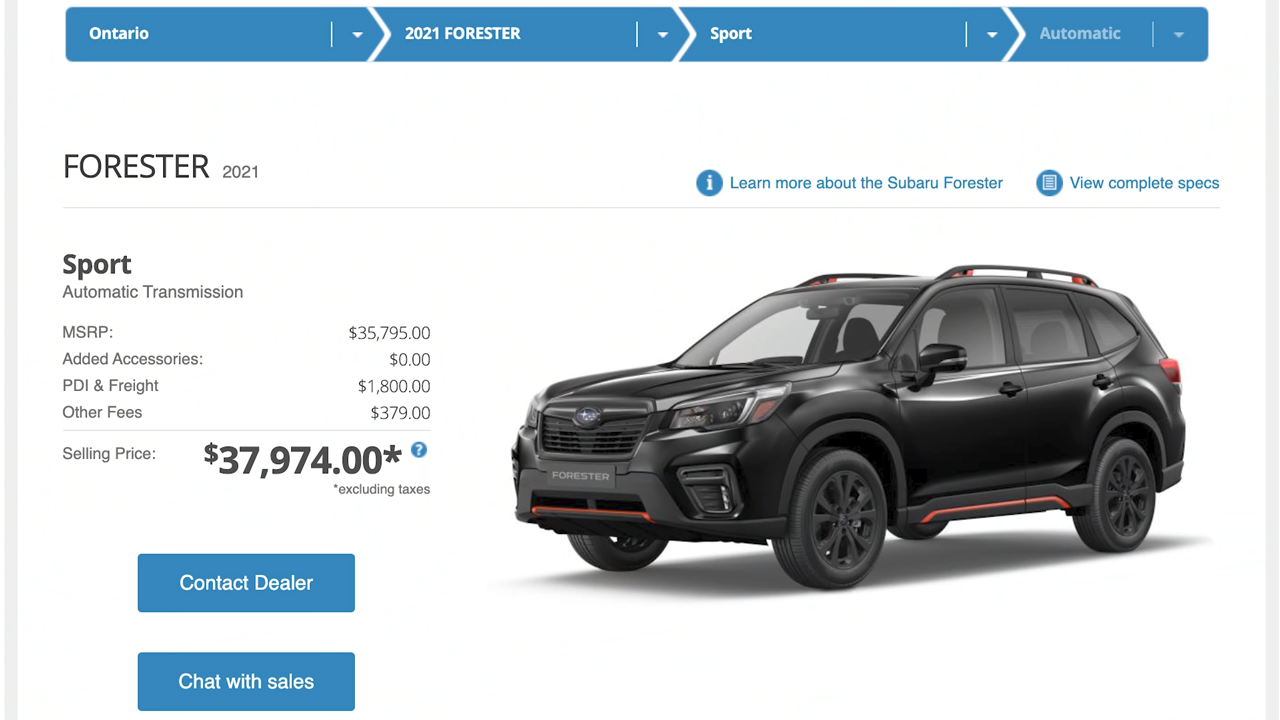 Ontario 2021 FORESTER Sport Automatic
FORESTER 2021
Learn more about the Subaru Forester View complete specs
Sport
Automatic Transmission
MSRP: $35,795.00
Added Accessories: $0.00
PDI & Freight $1,800.00
Other Fees $379.00
Selling Price: $37,974.00* ?
*excluding taxes
FORESTER
Contact Dealer
Chat with sales